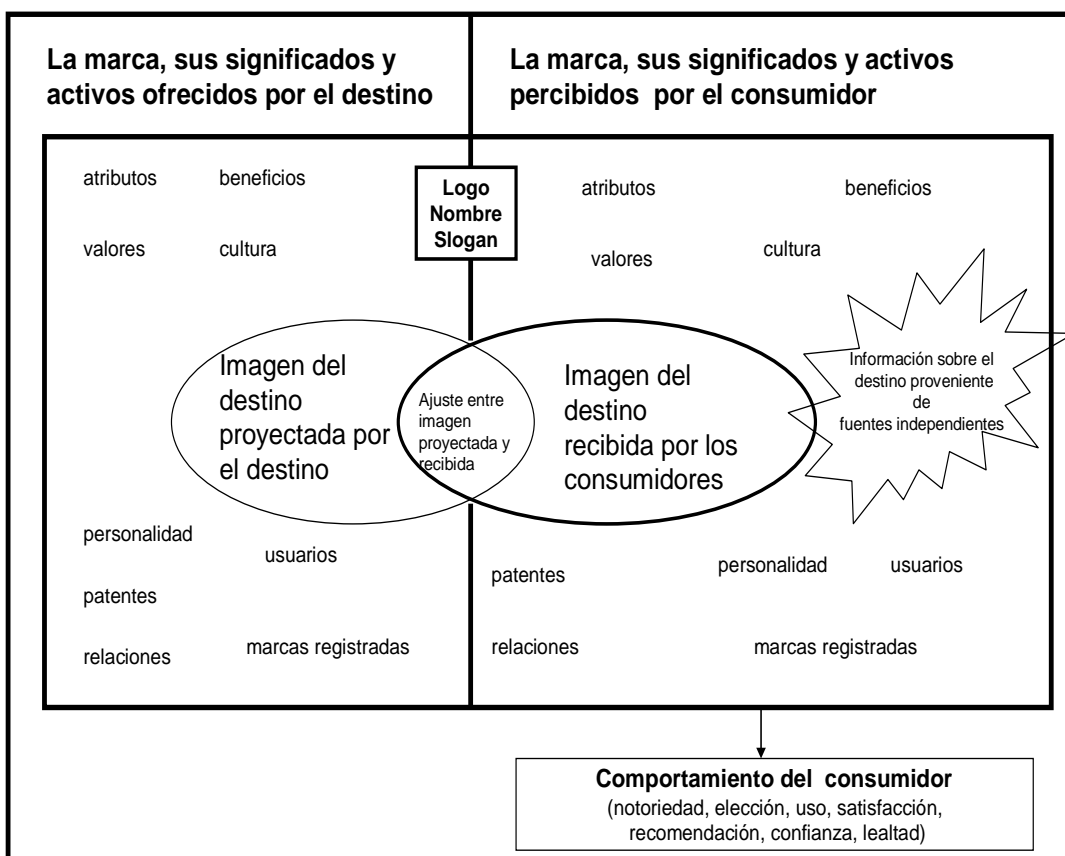 La marca, sus significados y
activos ofrecidos por el destino
La marca, sus significados y activos
percibidos por el consumidor
atributos
beneficios
valores
cultura
Logo
Nombre
Slogan
atributos
beneficios
valores
cultura
Imagen del
destino
proyectada por
el destino
Ajuste entre
imagen
proyectada y
recibida
Imagen del
destino
recibida por los
consumidores
Información sobre el
destino proveniente
de
fuentes independientes
personalidad
usuarios
patentes
relaciones
marcas registradas
patentes
personalidad
usuarios
relaciones
marcas registradas
Comportamiento del consumidor
(notoriedad, elección, uso, satisfacción,
recomendación, confianza, lealtad)